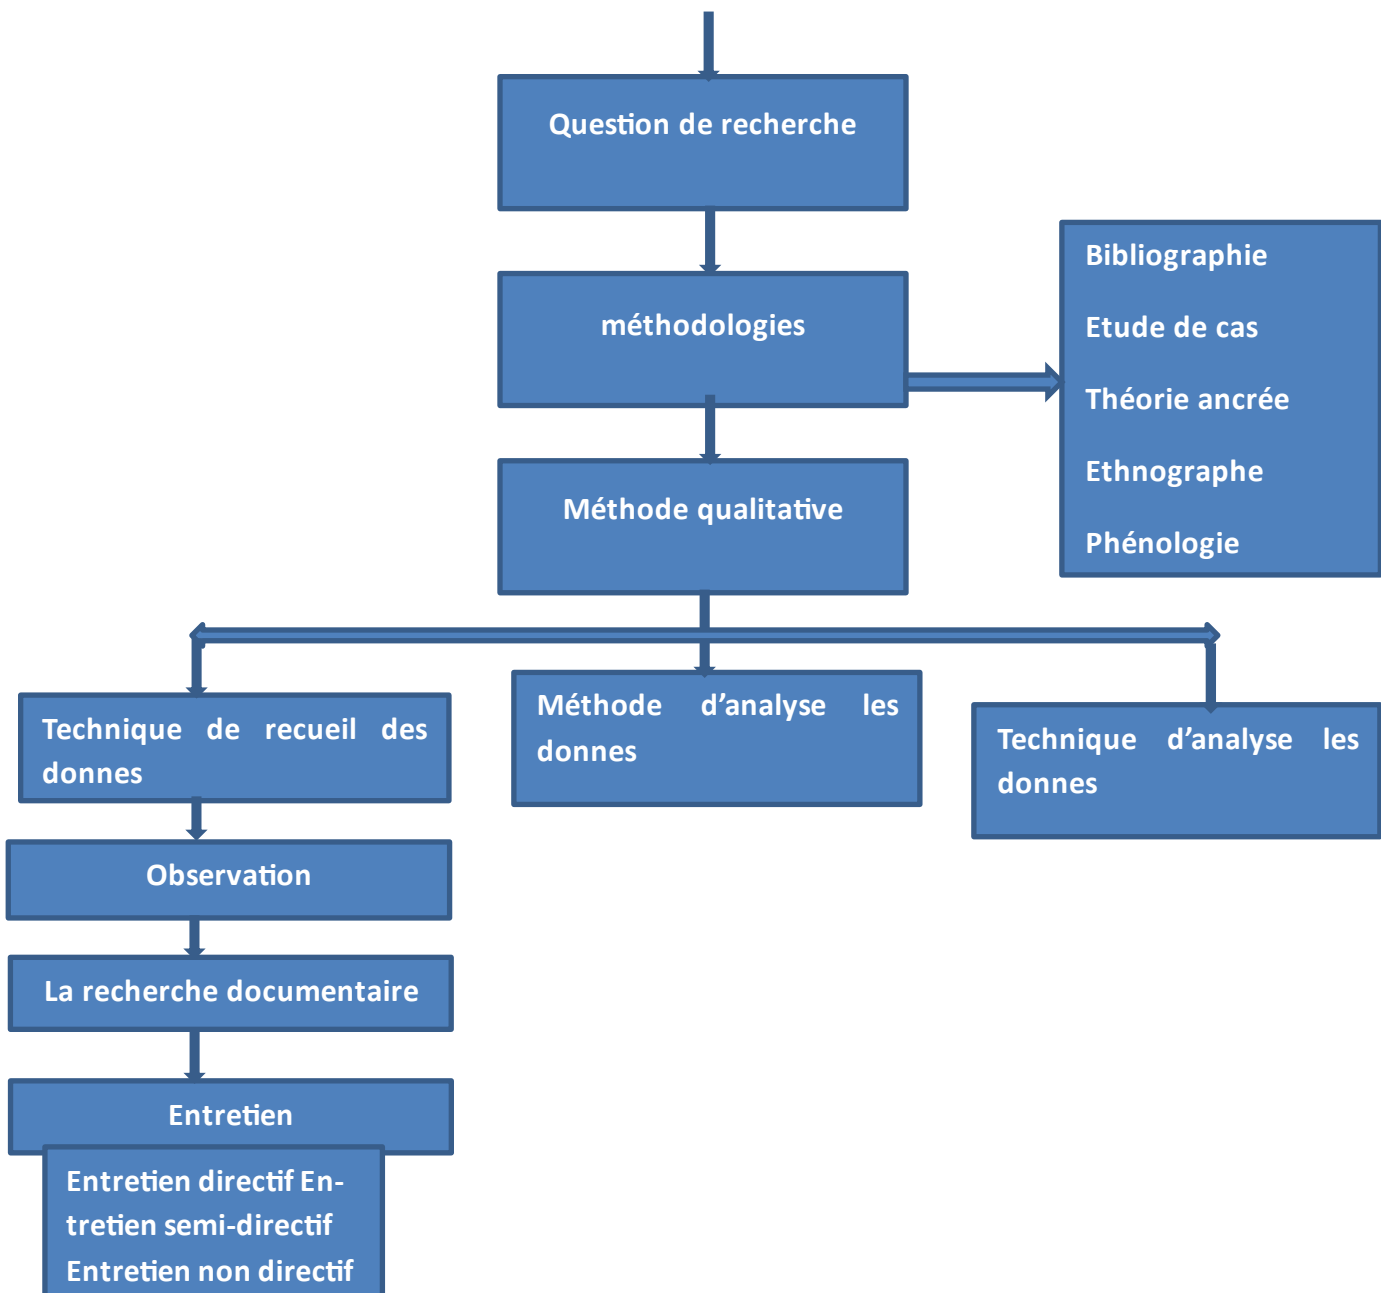 Question de recherche
méthodologies
Bibliographie
Etude de cas
Théorie ancrée
Ethnographe
Phénologie
Méthode qualitative
Technique de recueil des
donnes
Méthode d’analyse les
donnes
Technique d’analyse les
donnes
Observation
La recherche documentaire
Entretien
Entretien directif En-
tretien semi-directif
Entretien non directif